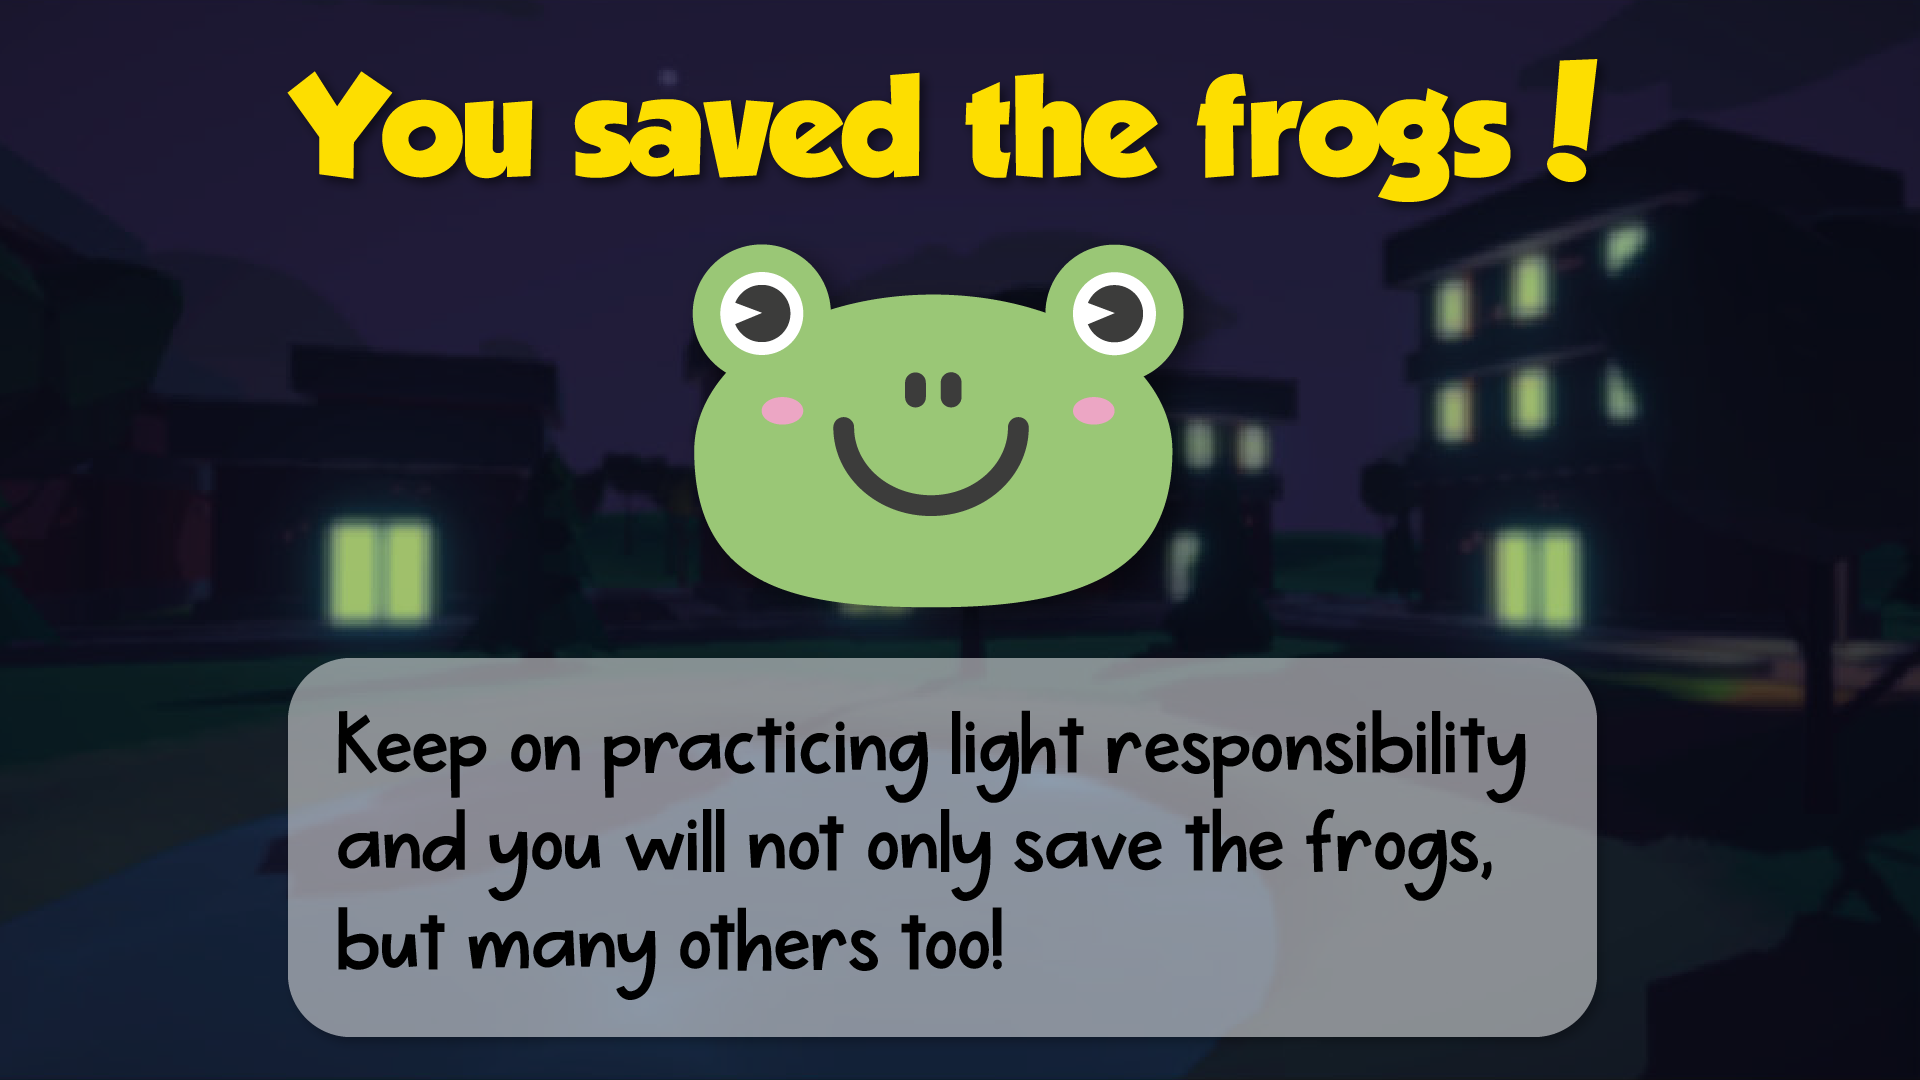 You saved the frogs!
Keep on practicing light responsibility
and you will not only save the frogs,
but many others too!